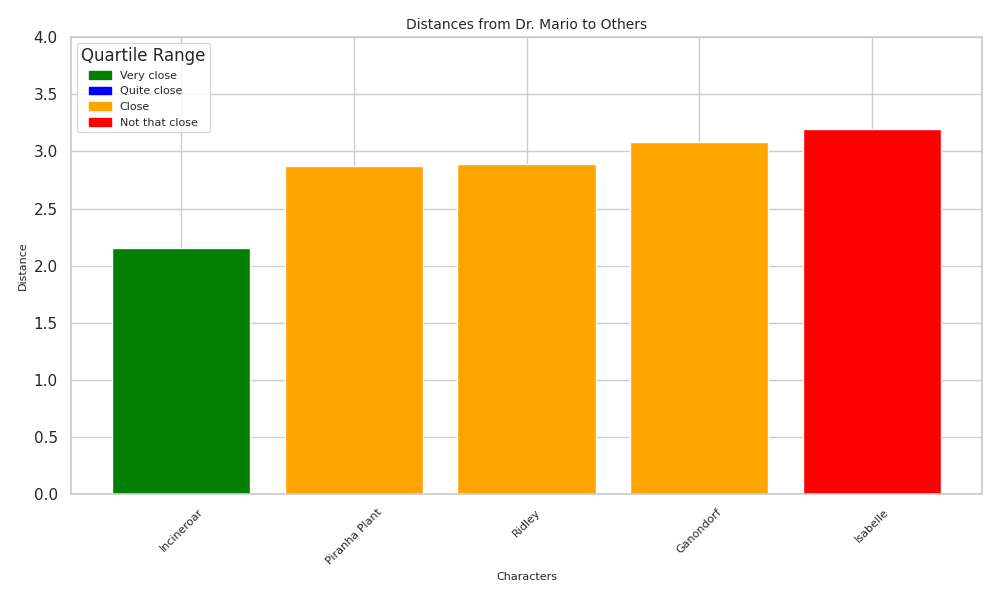 Distances from Dr. Mario to Others
4.0
3.5
3.0
2.5
2.0
1.5
1.0
0.5
0.0
Distance
Quartile Range
Very close
Quite close
Close
Not that close
Incineroar
Piranha Plant
Ridley
Ganondorf
Isabelle
Characters